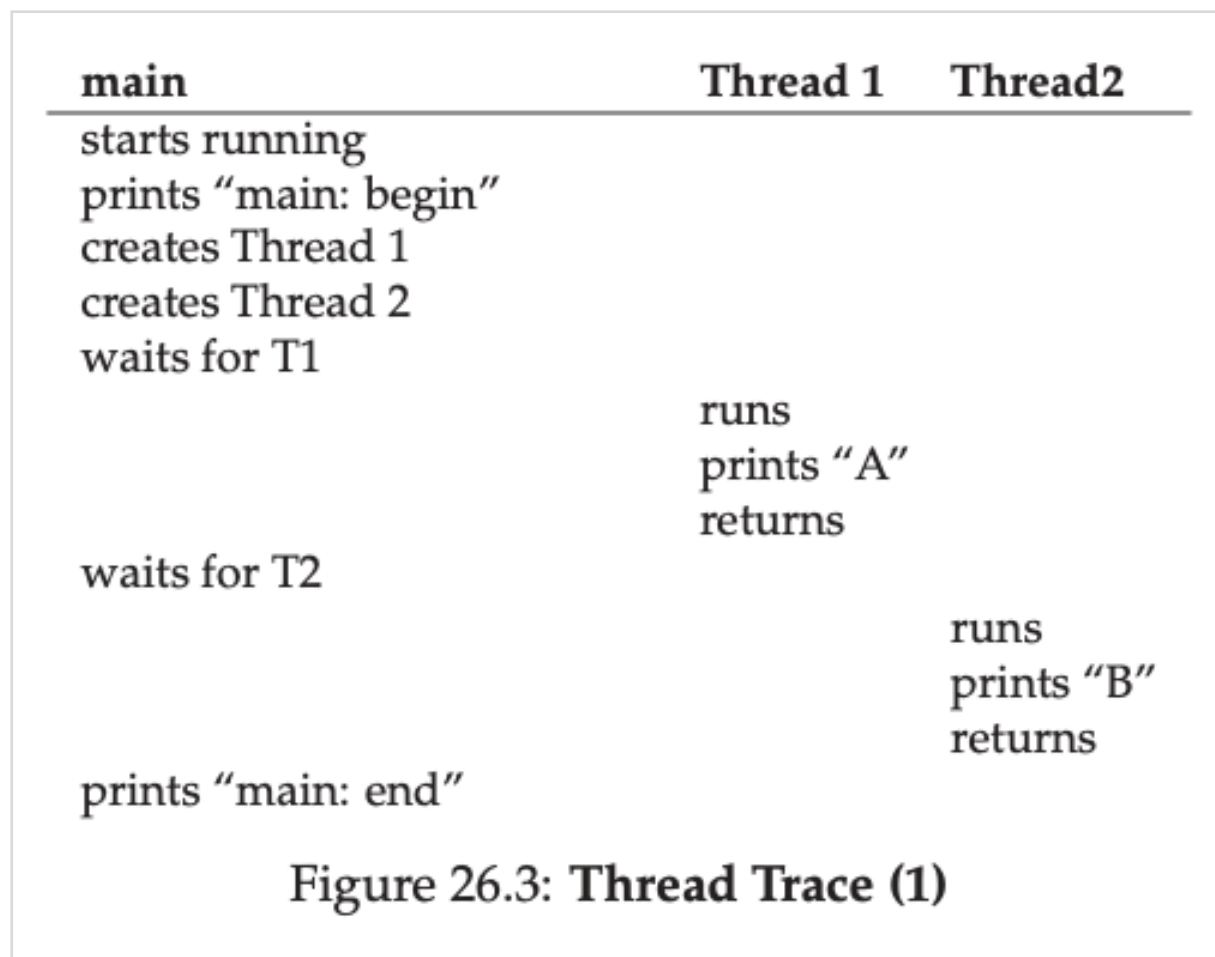 main Thread 1 Thread2
starts running
prints “main: begin”
creates Thread 1
creates Thread 2
waits for T1
runs
prints “A”
returns
waits for T2
runs
prints “B”
returns
prints “main: end”
Figure 26.3: Thread Trace (1)